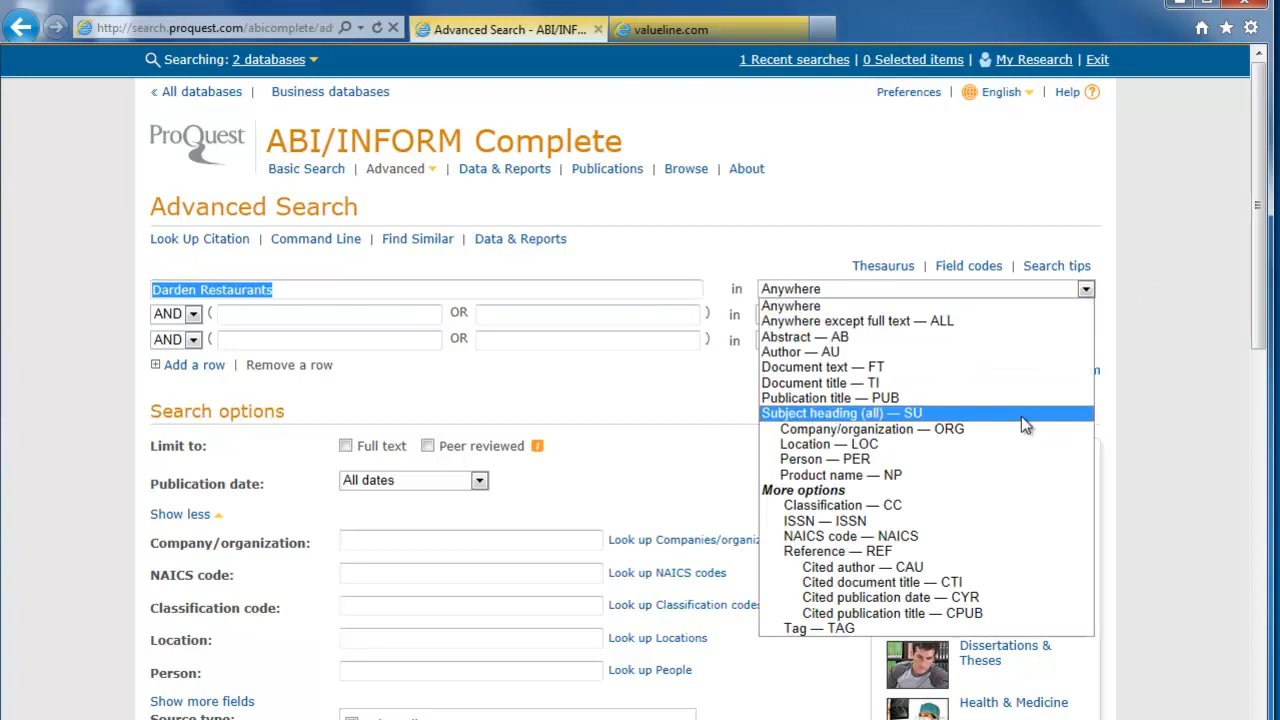 http://search.proquest.com/abicomplete/ad
Advanced Search - ABI/INF...
valueline.com
Searching: 2 databases
1 Recent searches | 0 Selected items | My Research | Exit
« All databases | Business databases
Preferences | English | Help ?
ProQuest
ABI/INFORM Complete
Basic Search | Advanced | Data & Reports | Publications | Browse | About
Advanced Search
Look Up Citation | Command Line | Find Similar | Data & Reports
Thesaurus | Field codes | Search tips
Darden Restaurants in Anywhere
AND ( OR ) in
AND ( OR ) in
Add a row | Remove a row
Anywhere
Anywhere except full text — ALL
Abstract — AB
Author — AU
Document text — FT
Document title — TI
Publication title — PUB
Subject heading (all) — SU
Company/organization — ORG
Location — LOC
Person — PER
Product name — NP
More options
Classification — CC
ISSN — ISSN
NAICS code — NAICS
Reference — REF
Cited author — CAU
Cited document title — CTI
Cited publication date — CYR
Cited publication title — CPUB
Tag — TAG
Search options
Limit to: Full text Peer reviewed i
Publication date: All dates
Show less
Company/organization: Look up Companies/organiz
NAICS code: Look up NAICS codes
Classification code: Look up Classification codes
Location: Look up Locations
Person: Look up People
Show more fields
Source type:
Dissertations &
Theses
Health & Medicine